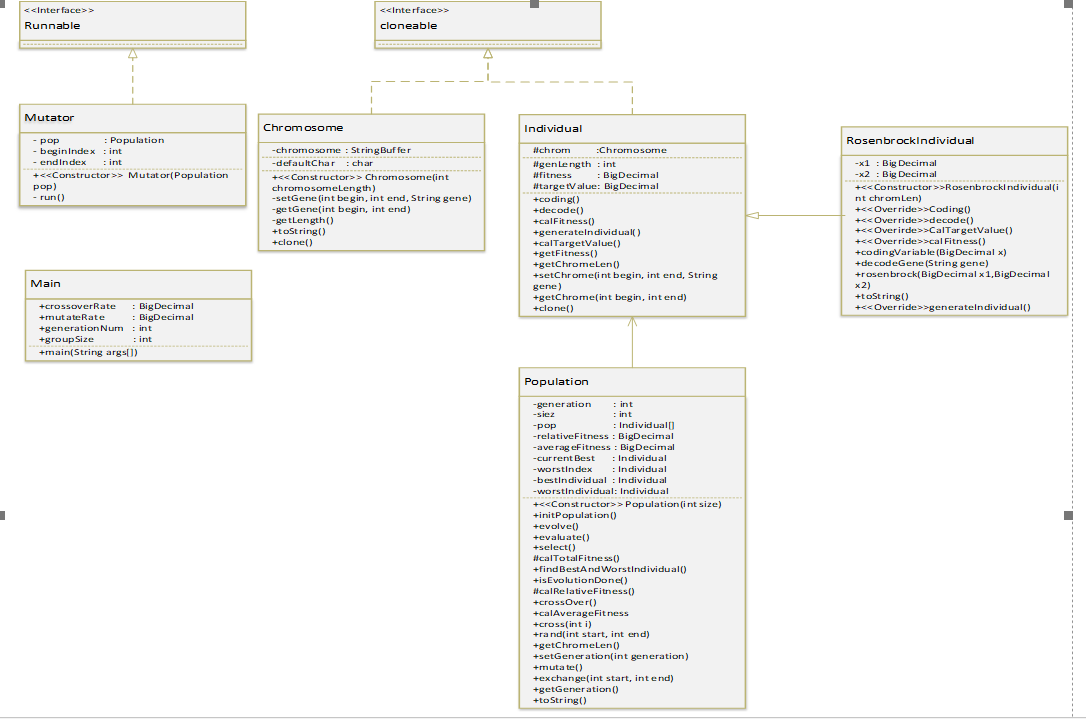 <<Interface>>
Runnable
<<Interface>>
cloneable
Mutator
- pop : Population
- beginIndex : int
- endIndex : int
+<<Constructor>> Mutator(Population
pop)
- run()
Chromosome
-chromosome : StringBuffer
-defaultChar : char
+<<Constructor>> Chromosome(int
chromosomeLength)
-setGene(int begin, int end, String gene)
-getGene(int begin, int end)
-getLength()
+toString()
+clone()
Individual
#chrom :Chromosome
#genLength : int
#fitness : BigDecimal
#targetValue: BigDecimal
+coding()
+decode()
+calFitness()
+generateIndividual()
+calTargetValue()
+getFitness()
+getChromeLen()
+setChrome(int begin, int end, String
gene)
+getChrome(int begin, int end)
+clone()
RosenbrockIndividual
-x1 : BigDecimal
-x2 : BigDecimal
+<<Constructor>>RosenbrockIndividual(i
nt chromLen)
+<<Override>>Coding()
+<<Override>>decode()
+<<Override>>CalTargetValue()
+<<Override>>calFitness()
+codingVariable(BigDecimal x)
+decodeGene(String gene)
+rosenbrock(BigDecimal x1,BigDecimal
x2)
+toString()
+<<Override>>generateIndividual()
Main
+crossoverRate : BigDecimal
+mutateRate : BigDecimal
+generationNum : int
+groupSize : int
+main(String args[])
Population
-generation : int
-siez : int
-pop : Individual[]
-relativeFitness : BigDecimal
-averageFitness : BigDecimal
-currentBest : Individual
-worstIndex : Individual
-bestIndividual : Individual
-worstIndividual: Individual
+<<Constructor>> Population(int size)
+initPopulation()
+evolve()
+evaluate()
+select()
#calTotalFitness()
+findBestAndWorstIndividual()
+isEvolutionDone()
#calRelativeFitness()
+crossOver()
+calAverageFitness
+cross(int i)
+rand(int start, int end)
+getChromeLen()
+setGeneration(int generation)
+mutate()
+exchange(int start, int end)
+getGeneration()
+toString()